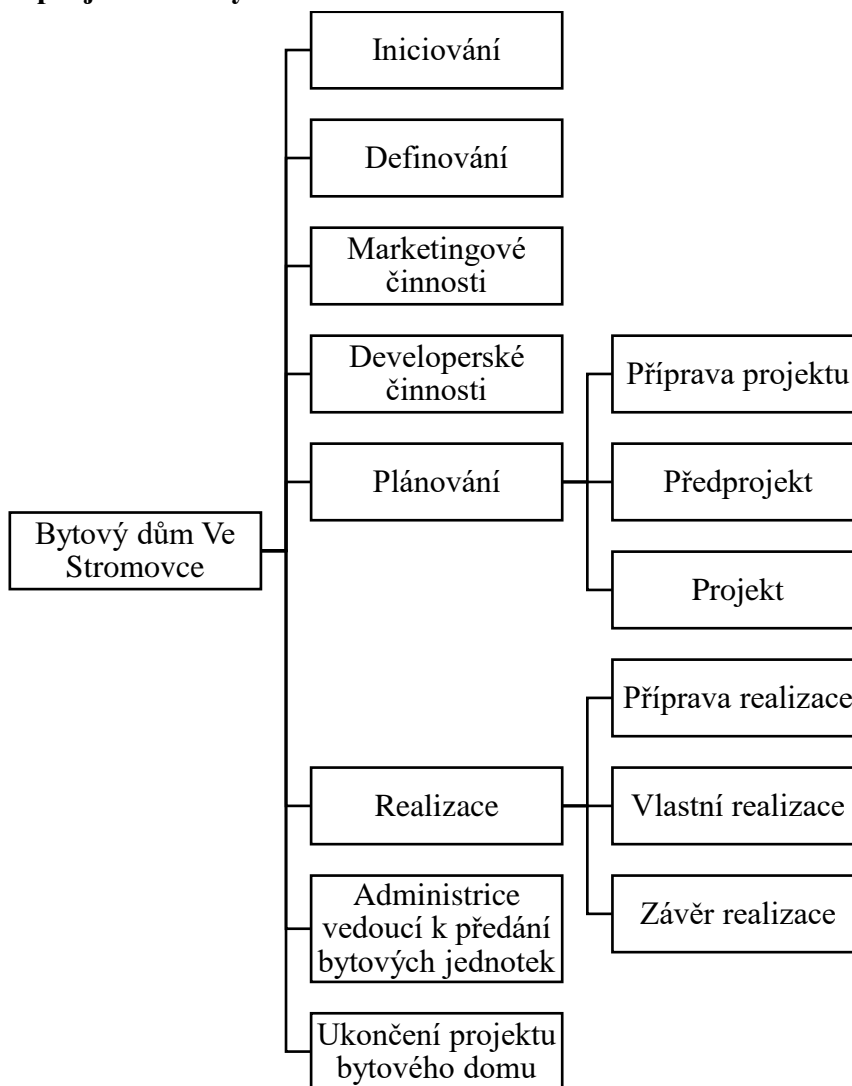 Iniciování
Definování
Marketingové
činnosti
Developerské
činnosti
Příprava projektu
Plánování
Předprojekt
Bytový dům Ve
Stromovce
Projekt
Příprava realizace
Realizace
Vlastní realizace
Administrice
vedoucí k předání
bytových jednotek
Závěr realizace
Ukončení projektu
bytového domu